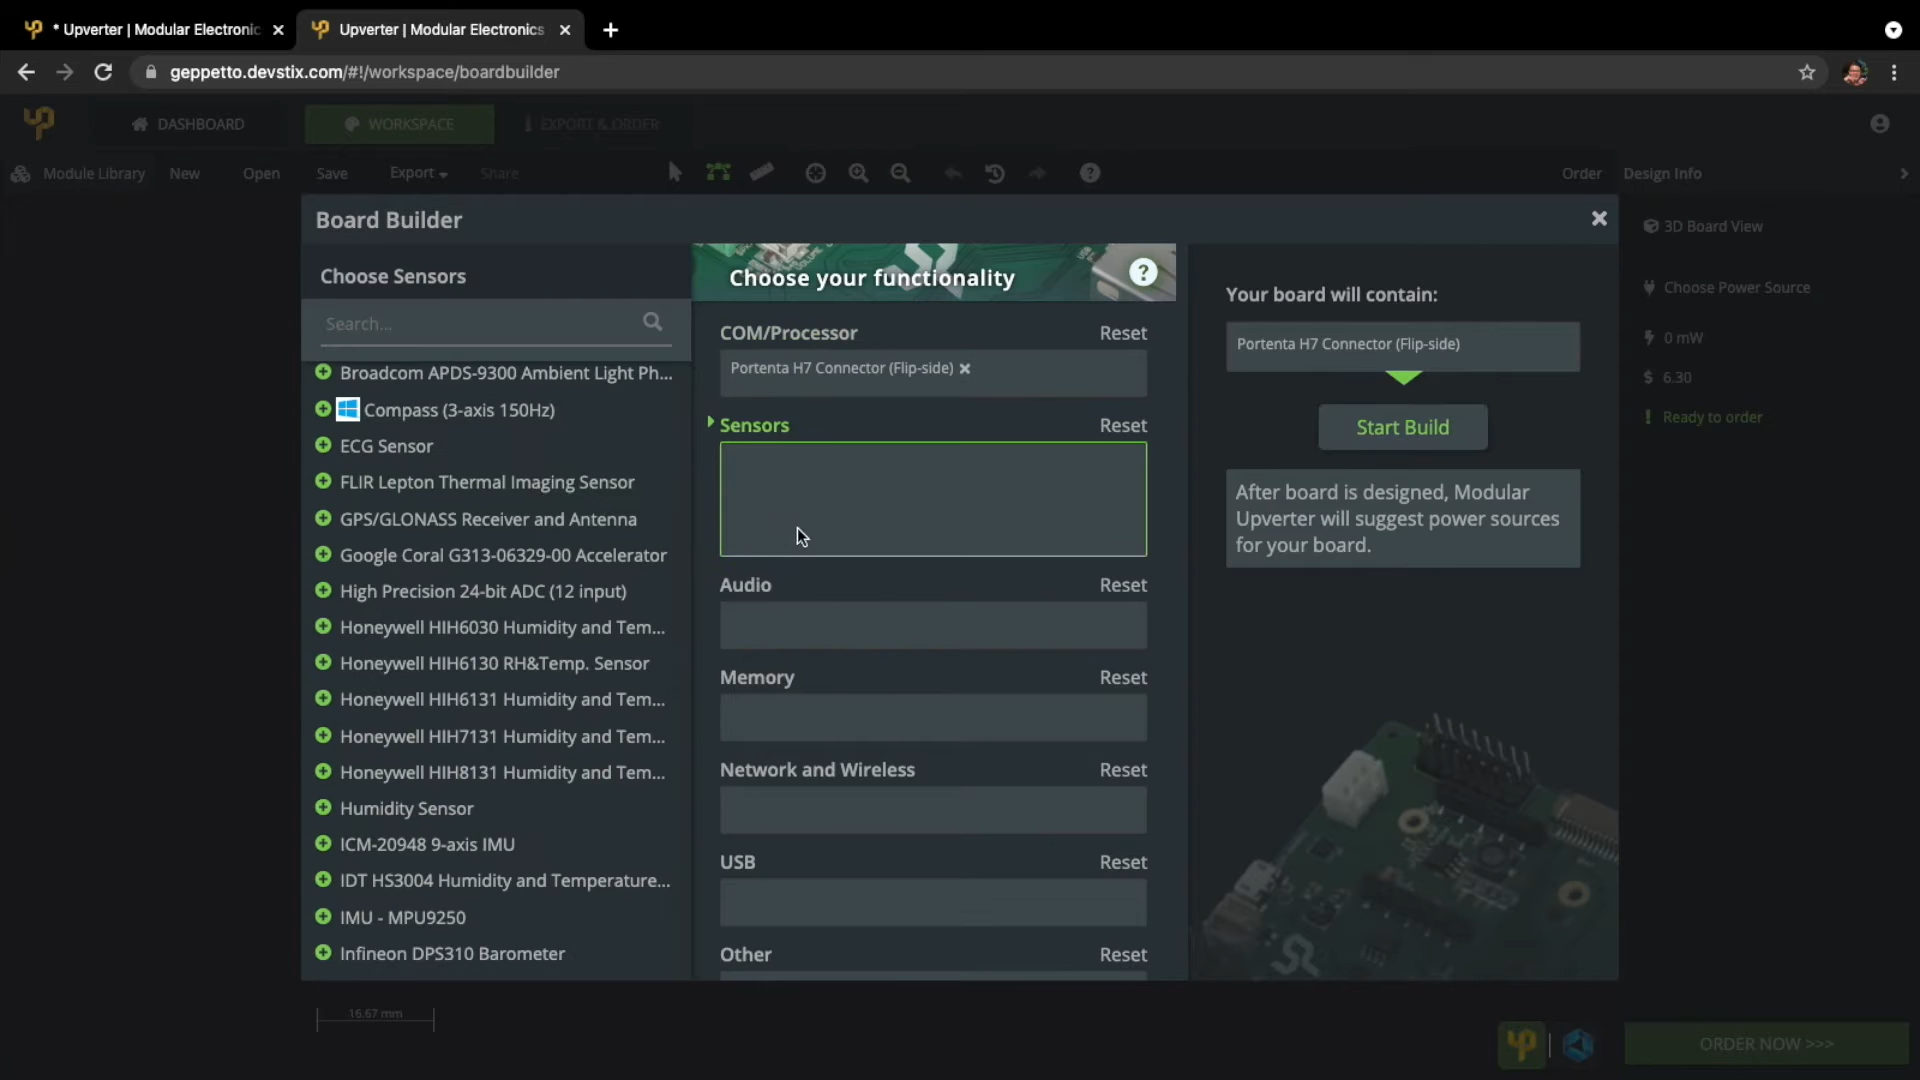 * Upverter | Modular Electronic
Upverter | Modular Electronics
geppetto.devstix.com/#!/workspace/boardbuilder
DASHBOARD
WORKSPACE
EXPORT & ORDER
Module Library
New
Open
Save
Export
Share
Order
Design Info
Board Builder
3D Board View
Choose Sensors
Choose your functionality
?
Your board will contain:
Choose Power Source
Search...
COM/Processor
Reset
Portenta H7 Connector (Flip-side)
0 mW
Portenta H7 Connector (Flip-side)
$ 6.30
Broadcom APDS-9300 Ambient Light Ph...
Compass (3-axis 150Hz)
Sensors
Reset
Start Build
Ready to order
ECG Sensor
FLIR Lepton Thermal Imaging Sensor
After board is designed, Modular
Upverter will suggest power sources
for your board.
GPS/GLONASS Receiver and Antenna
Google Coral G313-06329-00 Accelerator
High Precision 24-bit ADC (12 input)
Audio
Reset
Honeywell HIH6030 Humidity and Tem...
Honeywell HIH6130 RH&Temp. Sensor
Memory
Reset
Honeywell HIH6131 Humidity and Tem...
Honeywell HIH7131 Humidity and Tem...
Honeywell HIH8131 Humidity and Tem...
Network and Wireless
Reset
Humidity Sensor
ICM-20948 9-axis IMU
USB
Reset
IDT HS3004 Humidity and Temperature...
IMU - MPU9250
Infineon DPS310 Barometer
Other
Reset
16.67 mm
ORDER NOW >>>